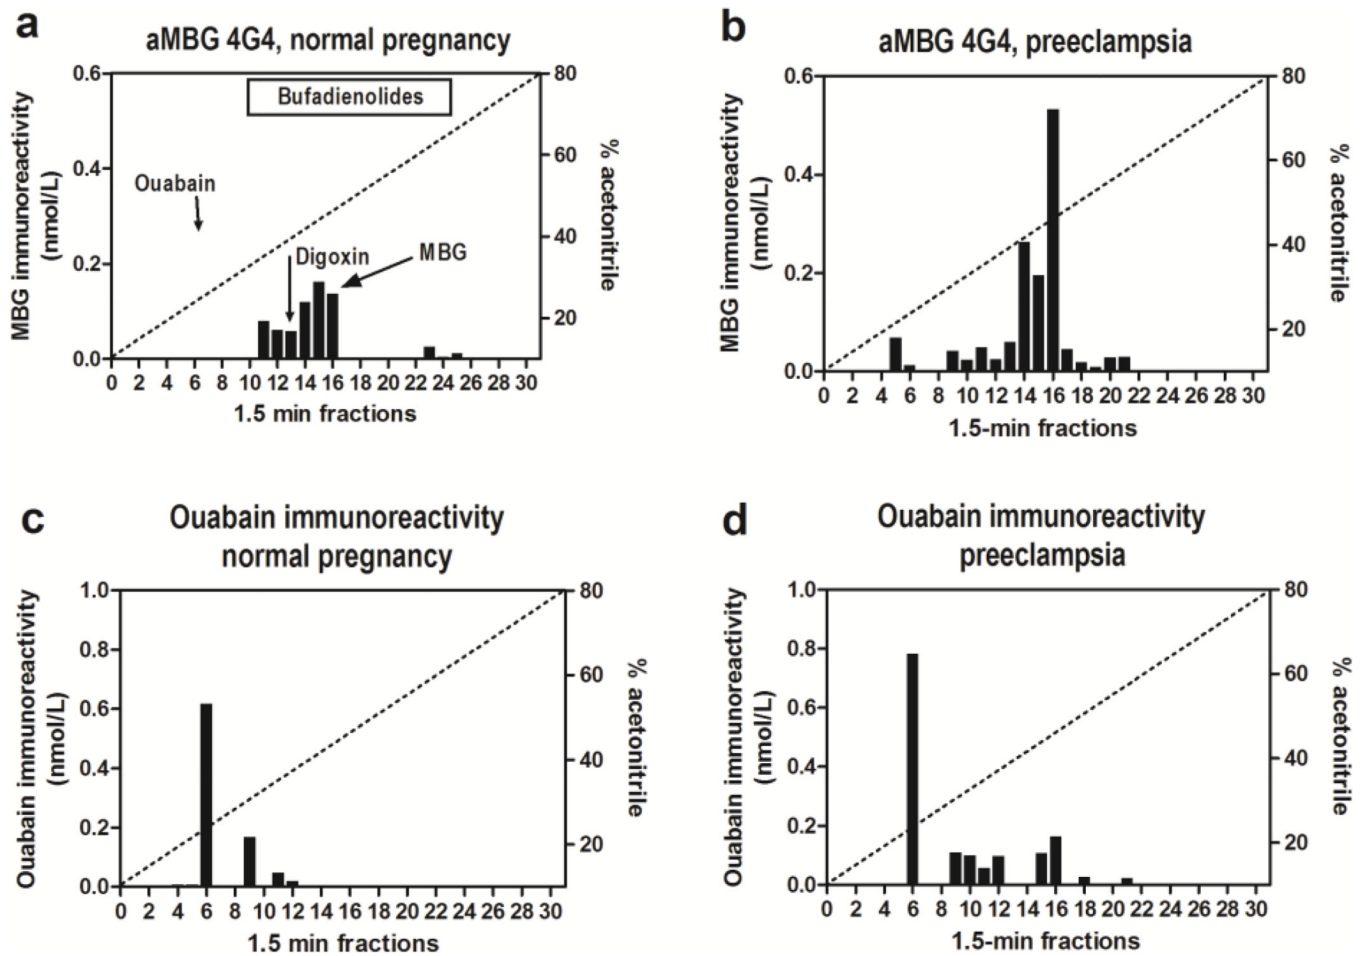 a
aMBG 4G4, normal pregnancy
MBG immunoreactivity
(nmol/L)
0.6
0.4
0.2
0.0
Bufadienolides
Ouabain
Digoxin
MBG
80
60
40
20
% acetonitrile
0 2 4 6 8 10 12 14 16 18 20 22 24 26 28 30
1.5 min fractions
b
aMBG 4G4, preeclampsia
MBG immunoreactivity
(nmol/L)
0.6
0.4
0.2
0.0
80
60
40
20
% acetonitrile
0 2 4 6 8 10 12 14 16 18 20 22 24 26 28 30
1.5-min fractions
c
Ouabain immunoreactivity
normal pregnancy
Ouabain immunoreactivity
(nmol/L)
1.0
0.8
0.6
0.4
0.2
0.0
80
60
40
20
% acetonitrile
0 2 4 6 8 10 12 14 16 18 20 22 24 26 28 30
1.5 min fractions
d
Ouabain immunoreactivity
preeclampsia
Ouabain immunoreactivity
(nmol/L)
1.0
0.8
0.6
0.4
0.2
0.0
80
60
40
20
% acetonitrile
0 2 4 6 8 10 12 14 16 18 20 22 24 26 28 30
1.5-min fractions